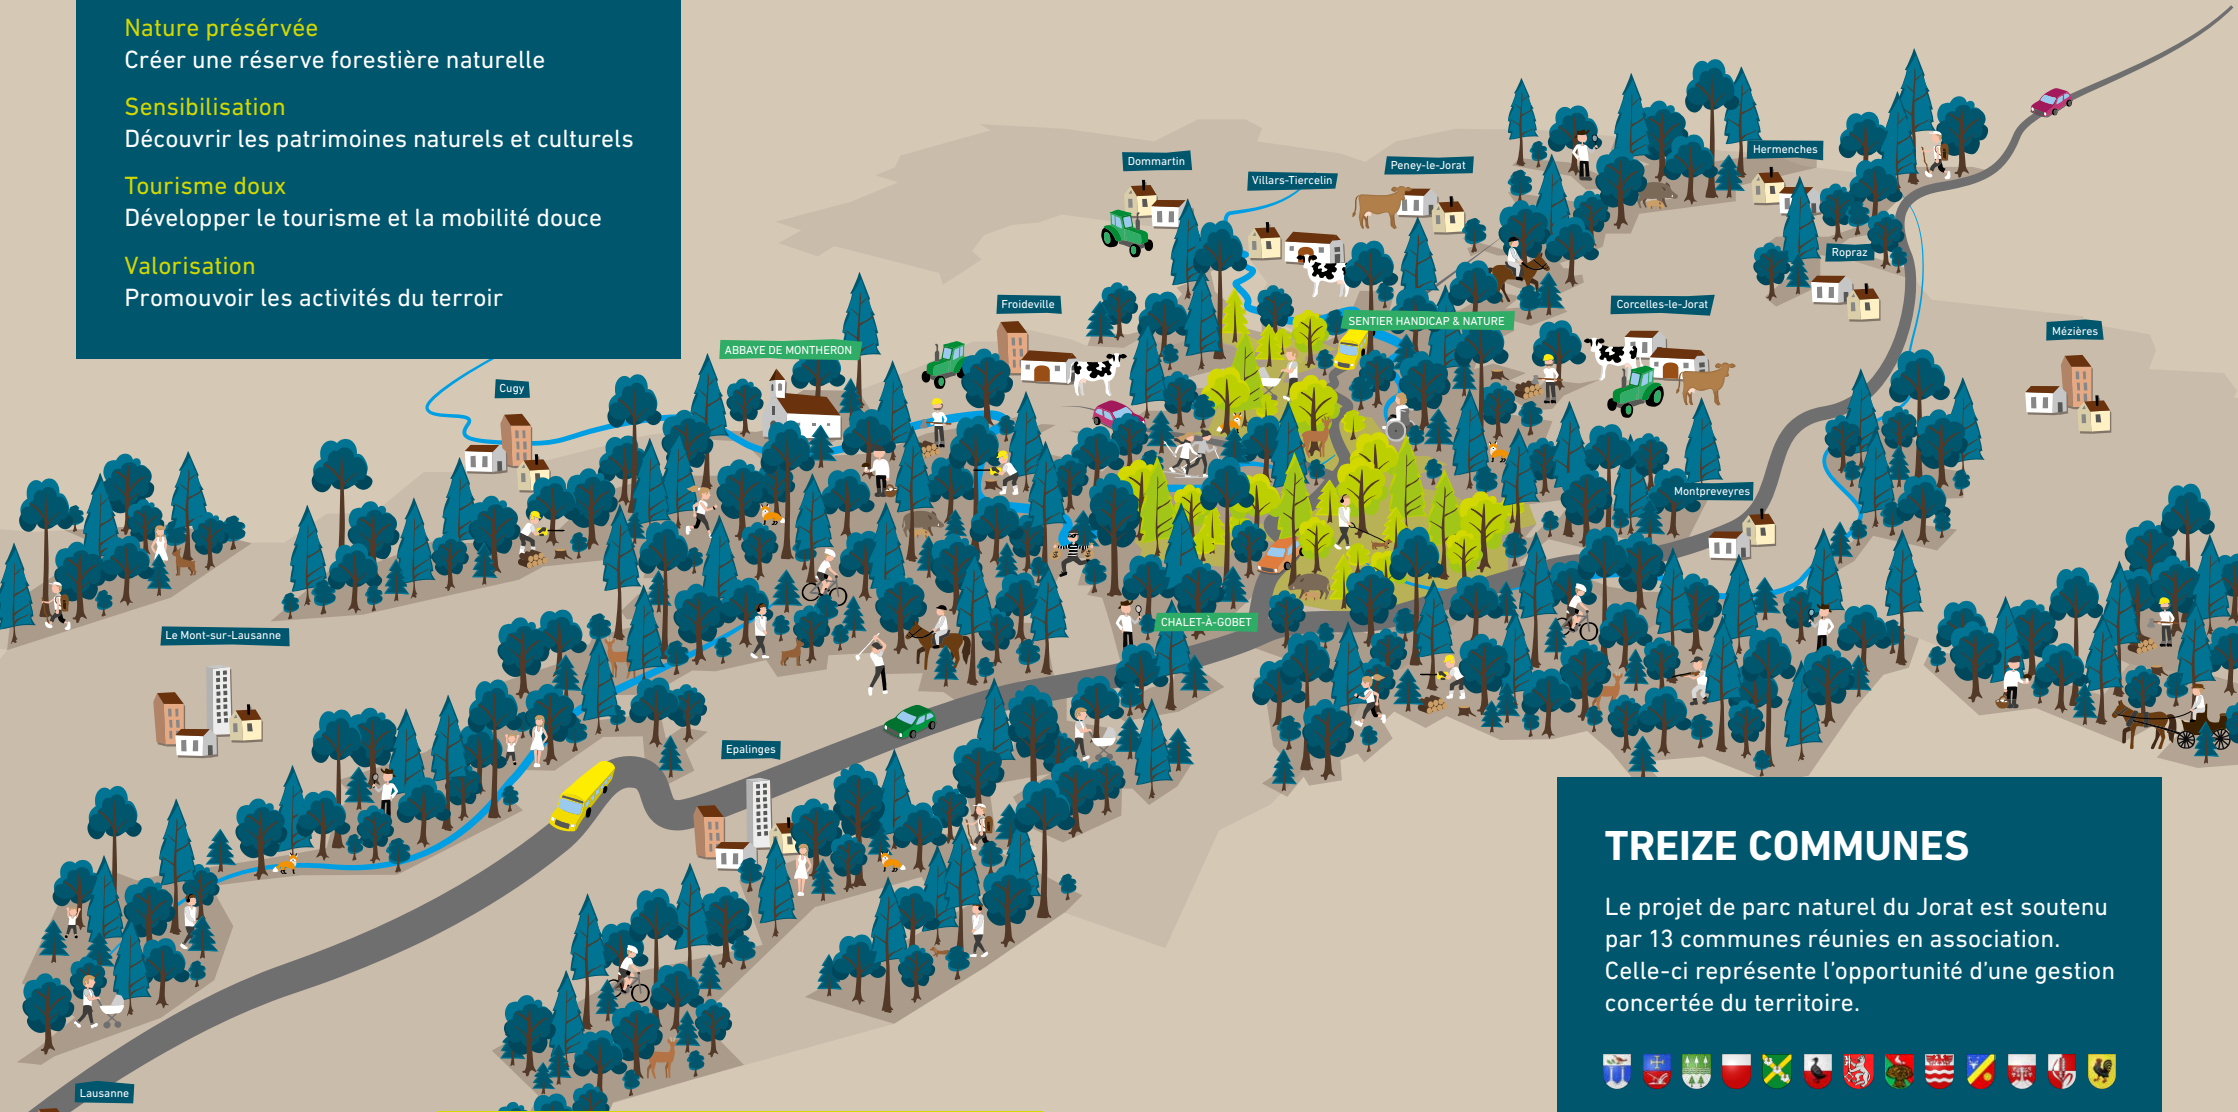 Nature présérvée
Créer une réserve forestière naturelle
Sensibilisation
Découvrir les patrimoines naturels et culturels
Tourisme doux
Développer le tourisme et la mobilité douce
Valorisation
Promouvoir les activités du terroir
Dommartin
Villars-Tiercelin
Peney-le-Jorat
Hermenches
Ropraz
Froideville
Corcelles-le-Jorat
SENTIER HANDICAP & NATURE
Mézières
ABBAYE DE MONTHERON
Cugy
Montpreveyres
CHALET-À-GOBET
Le Mont-sur-Lausanne
Epalinges
Lausanne
TREIZE COMMUNES
Le projet de parc naturel du Jorat est soutenu
par 13 communes réunies en association.
Celle-ci représente l'opportunité d'une gestion
concertée du territoire.